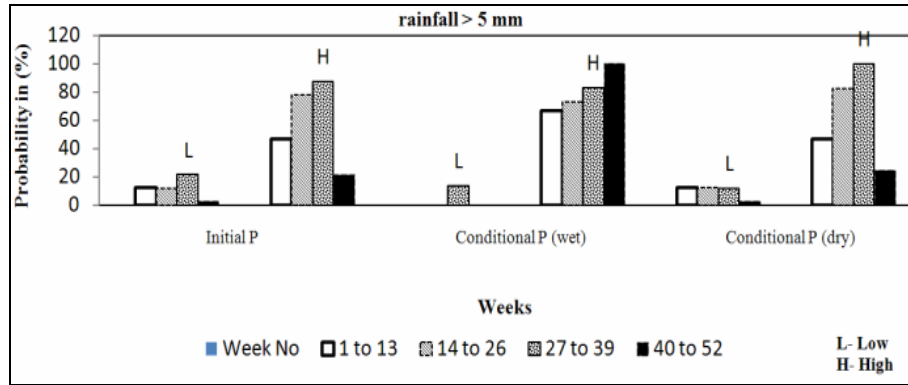 rainfall > 5 mm
Probability in (%)
120
100
80
60
40
20
0
L
H
L
H
L
H
Initial P
Conditional P (wet)
Conditional P (dry)
Weeks
Week No 1 to 13 14 to 26 27 to 39 40 to 52
L- Low
H- High